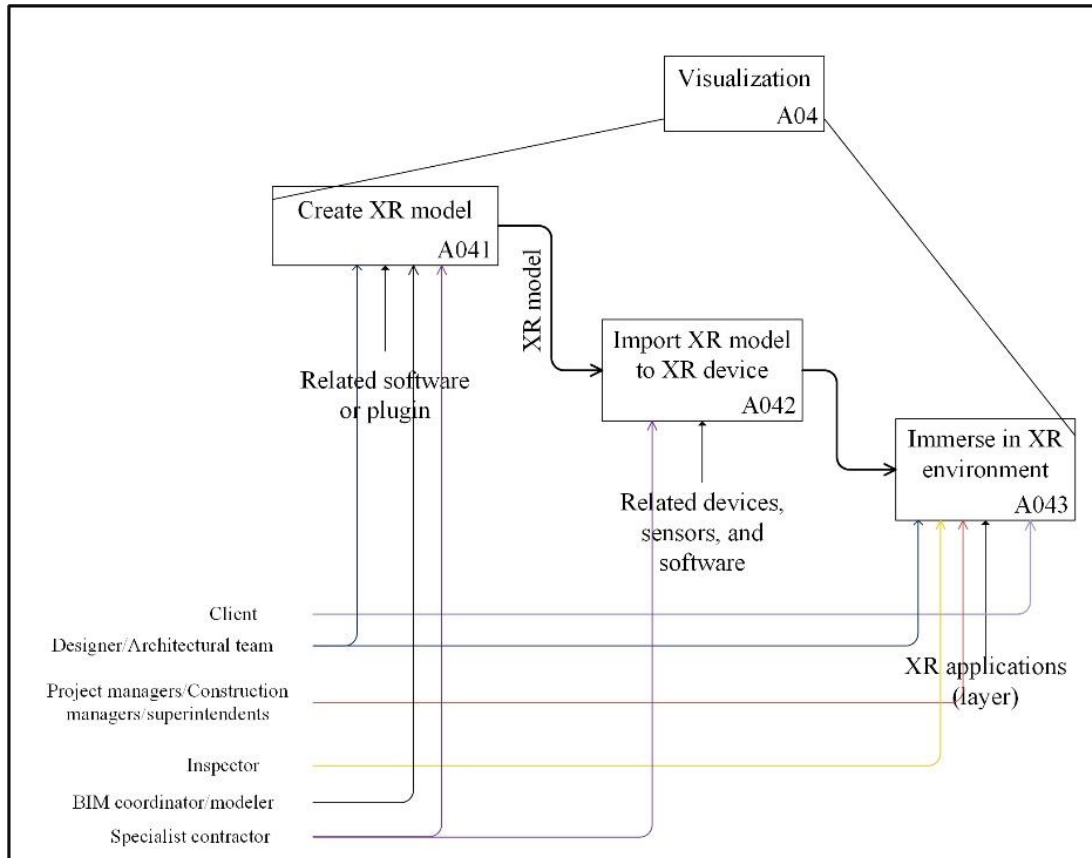 Visualization
A04
Create XR model
A041
XR model
Import XR model
to XR device
A042
Related software
or plugin
Immerse in XR
environment
A043
Related devices,
sensors, and
software
Client
Designer/Architectural team
XR applications
(layer)
Project managers/Construction
managers/superintendents
Inspector
BIM coordinator/modeler
Specialist contractor